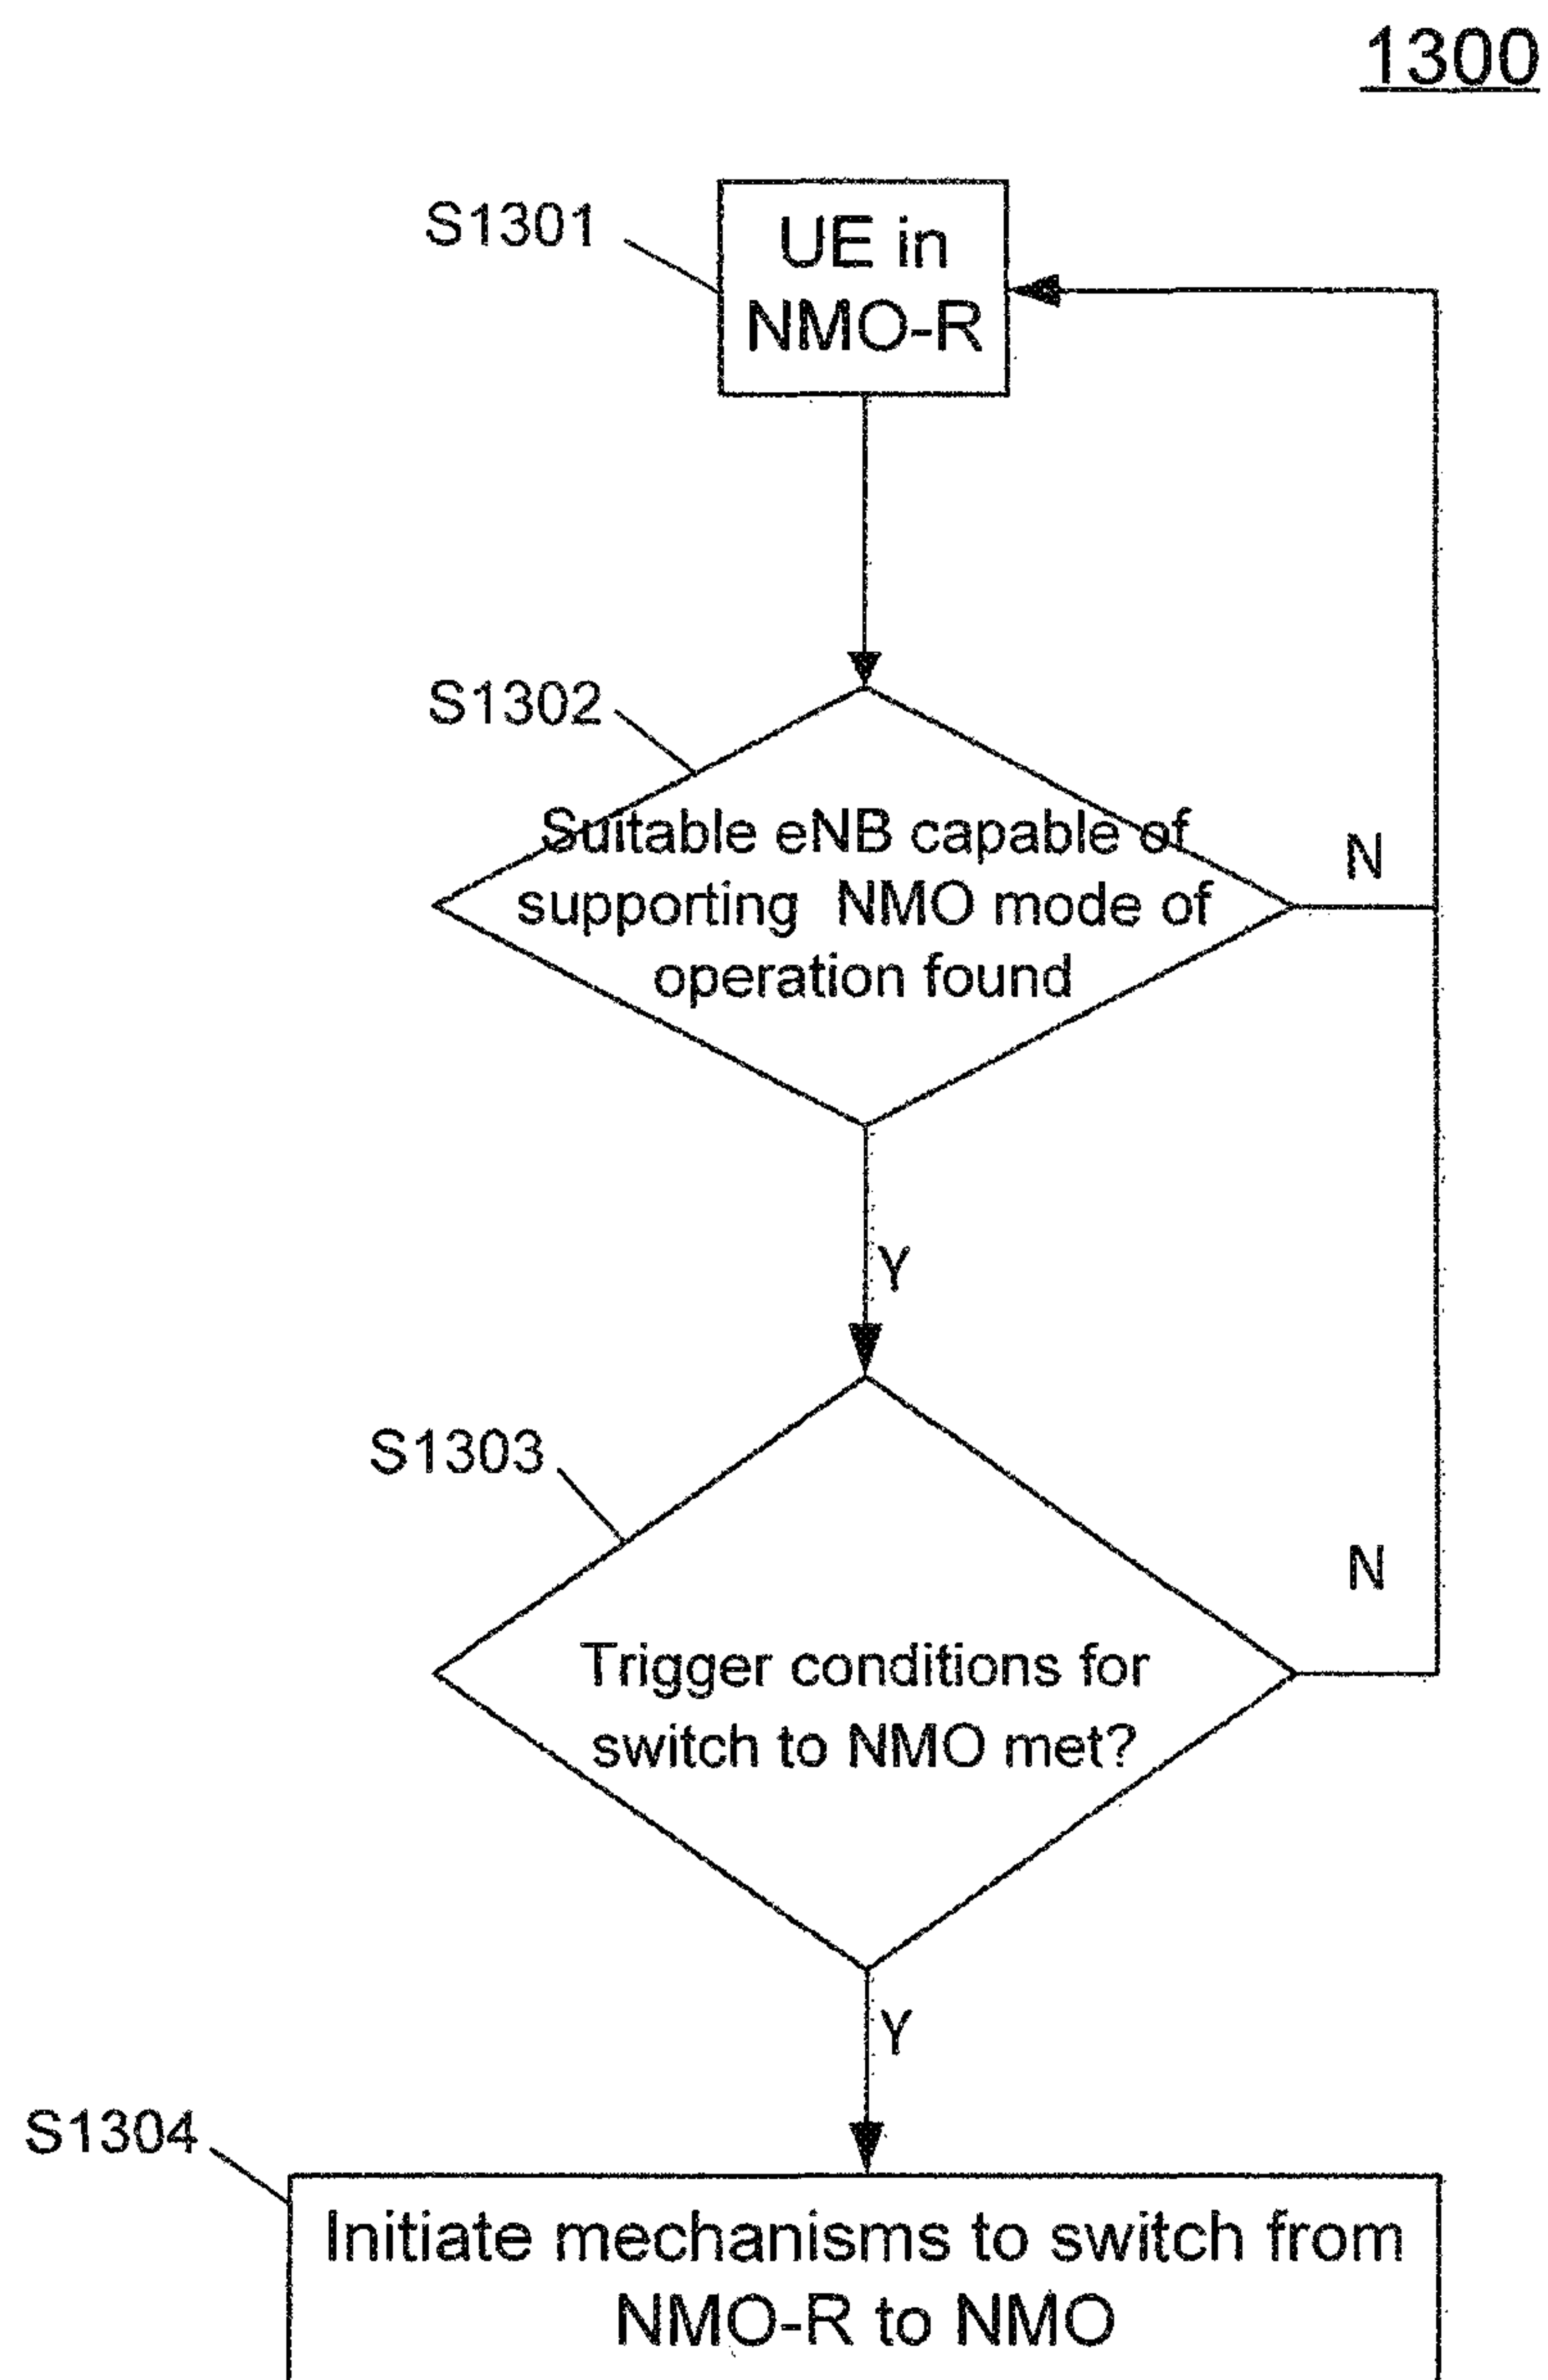 1300
S1301
UE in
NMO-R
S1302
Suitable eNB capable of
supporting NMO mode of
operation found
N
Y
S1303
N
Trigger conditions for
switch to NMO met?
Y
S1304
Initiate mechanisms to switch from
NMO-R to NMO